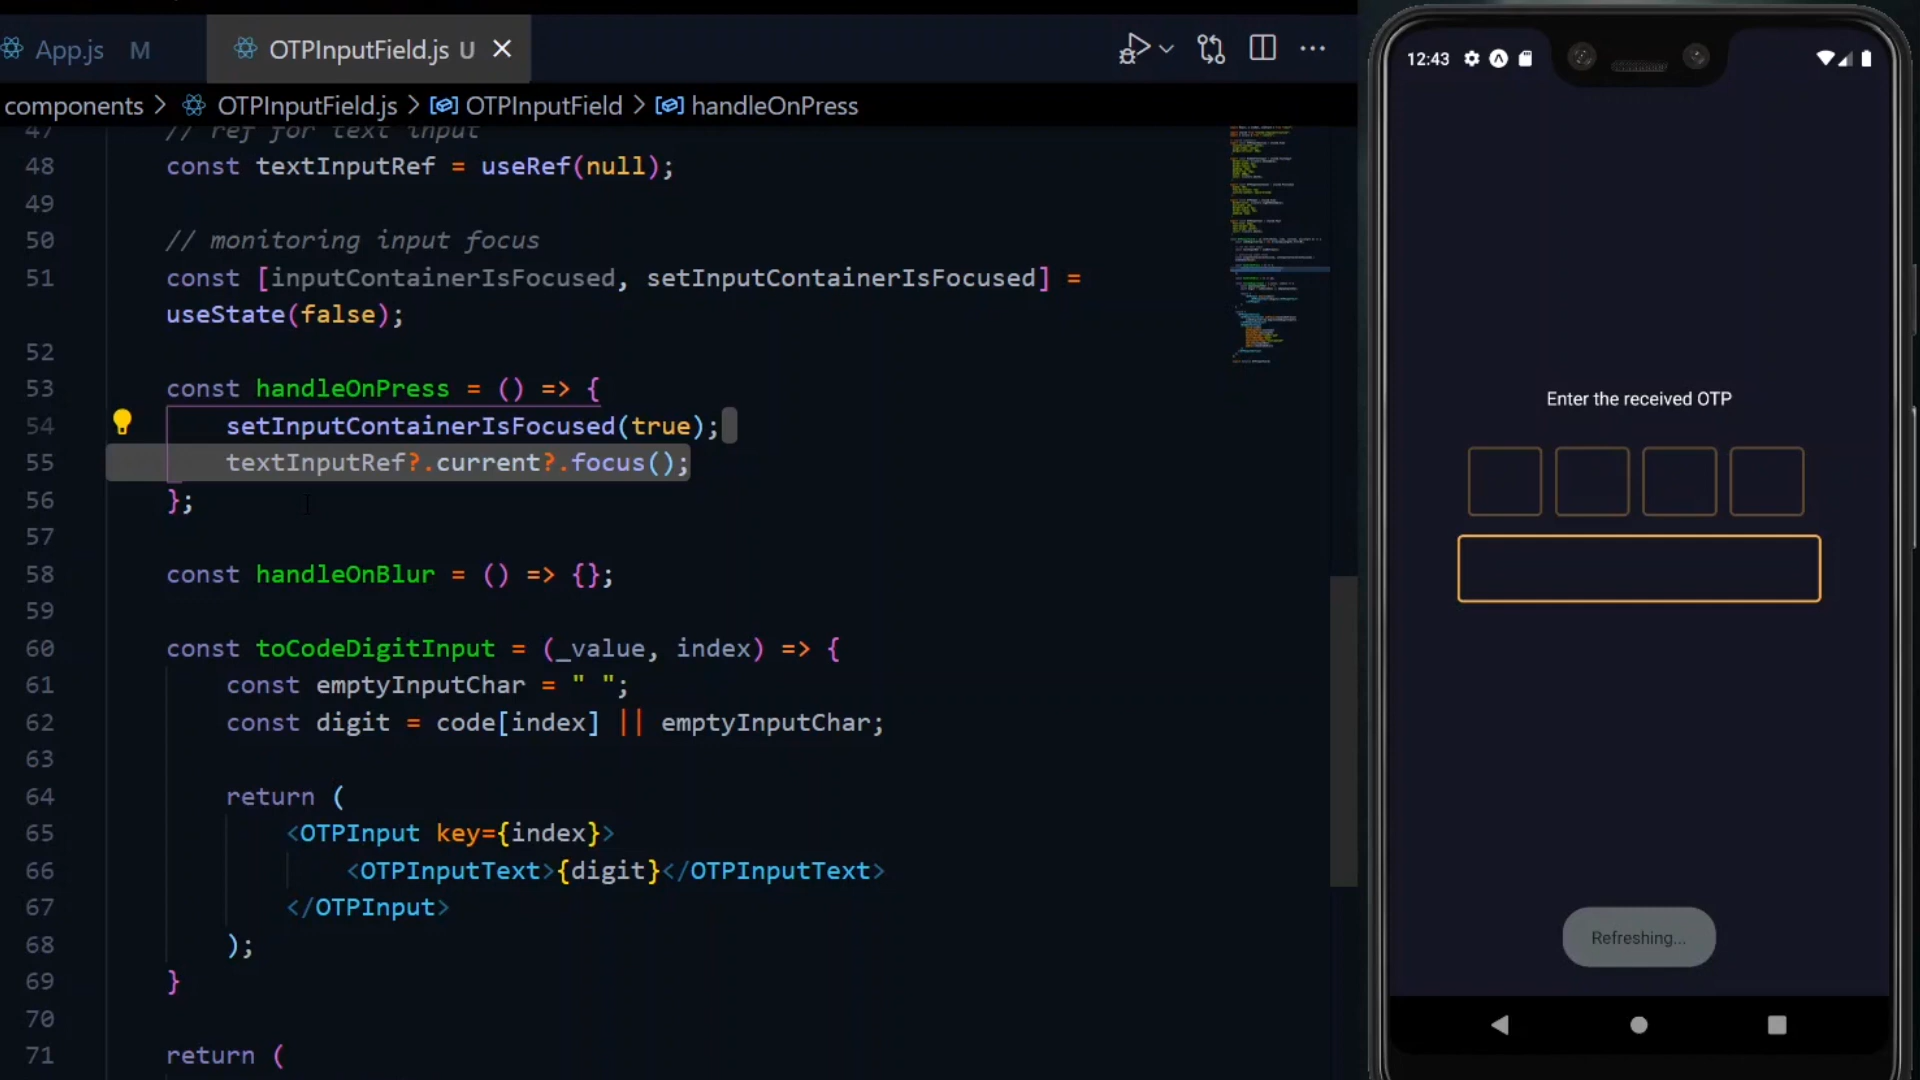 App.js M OTPInputField.js U
components > OTPInputField.js > OTPInputField > handleOnPress
47 // ref for text input
48 const textInputRef = useRef(null);
49
50 // monitoring input focus
51 const [inputContainerIsFocused, setInputContainerIsFocused] =
useState(false);
52
53 const handleOnPress = () => {
54 setInputContainerIsFocused(true);
55 textInputRef?.current?.focus();
56 };
57
58 const handleOnBlur = () => {};
59
60 const toCodeDigitInput = (_value, index) => {
61 const emptyInputChar = " ";
62 const digit = code[index] || emptyInputChar;
63
64 return (
65 <OTPInput key={index}>
66 <OTPInputText>{digit}</OTPInputText>
67 </OTPInput>
68 );
69 }
70
71 return (
12:43
Enter the received OTP
Refreshing...